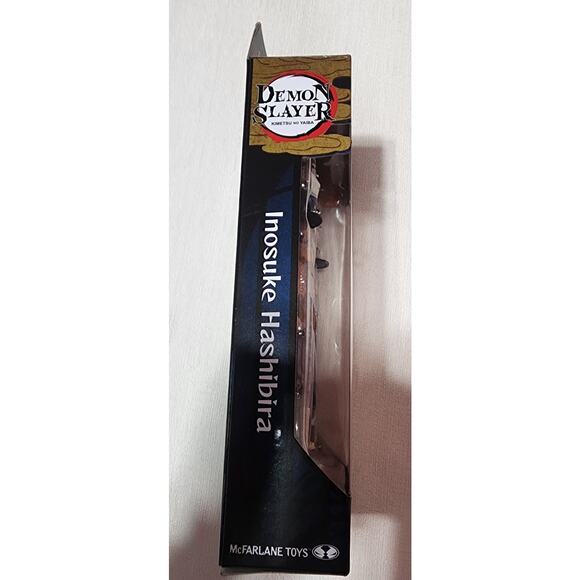 DEMON
SLAYER
KIMETSU NO YAIBA
Inosuke Hashibira
McFARLANE TOYS